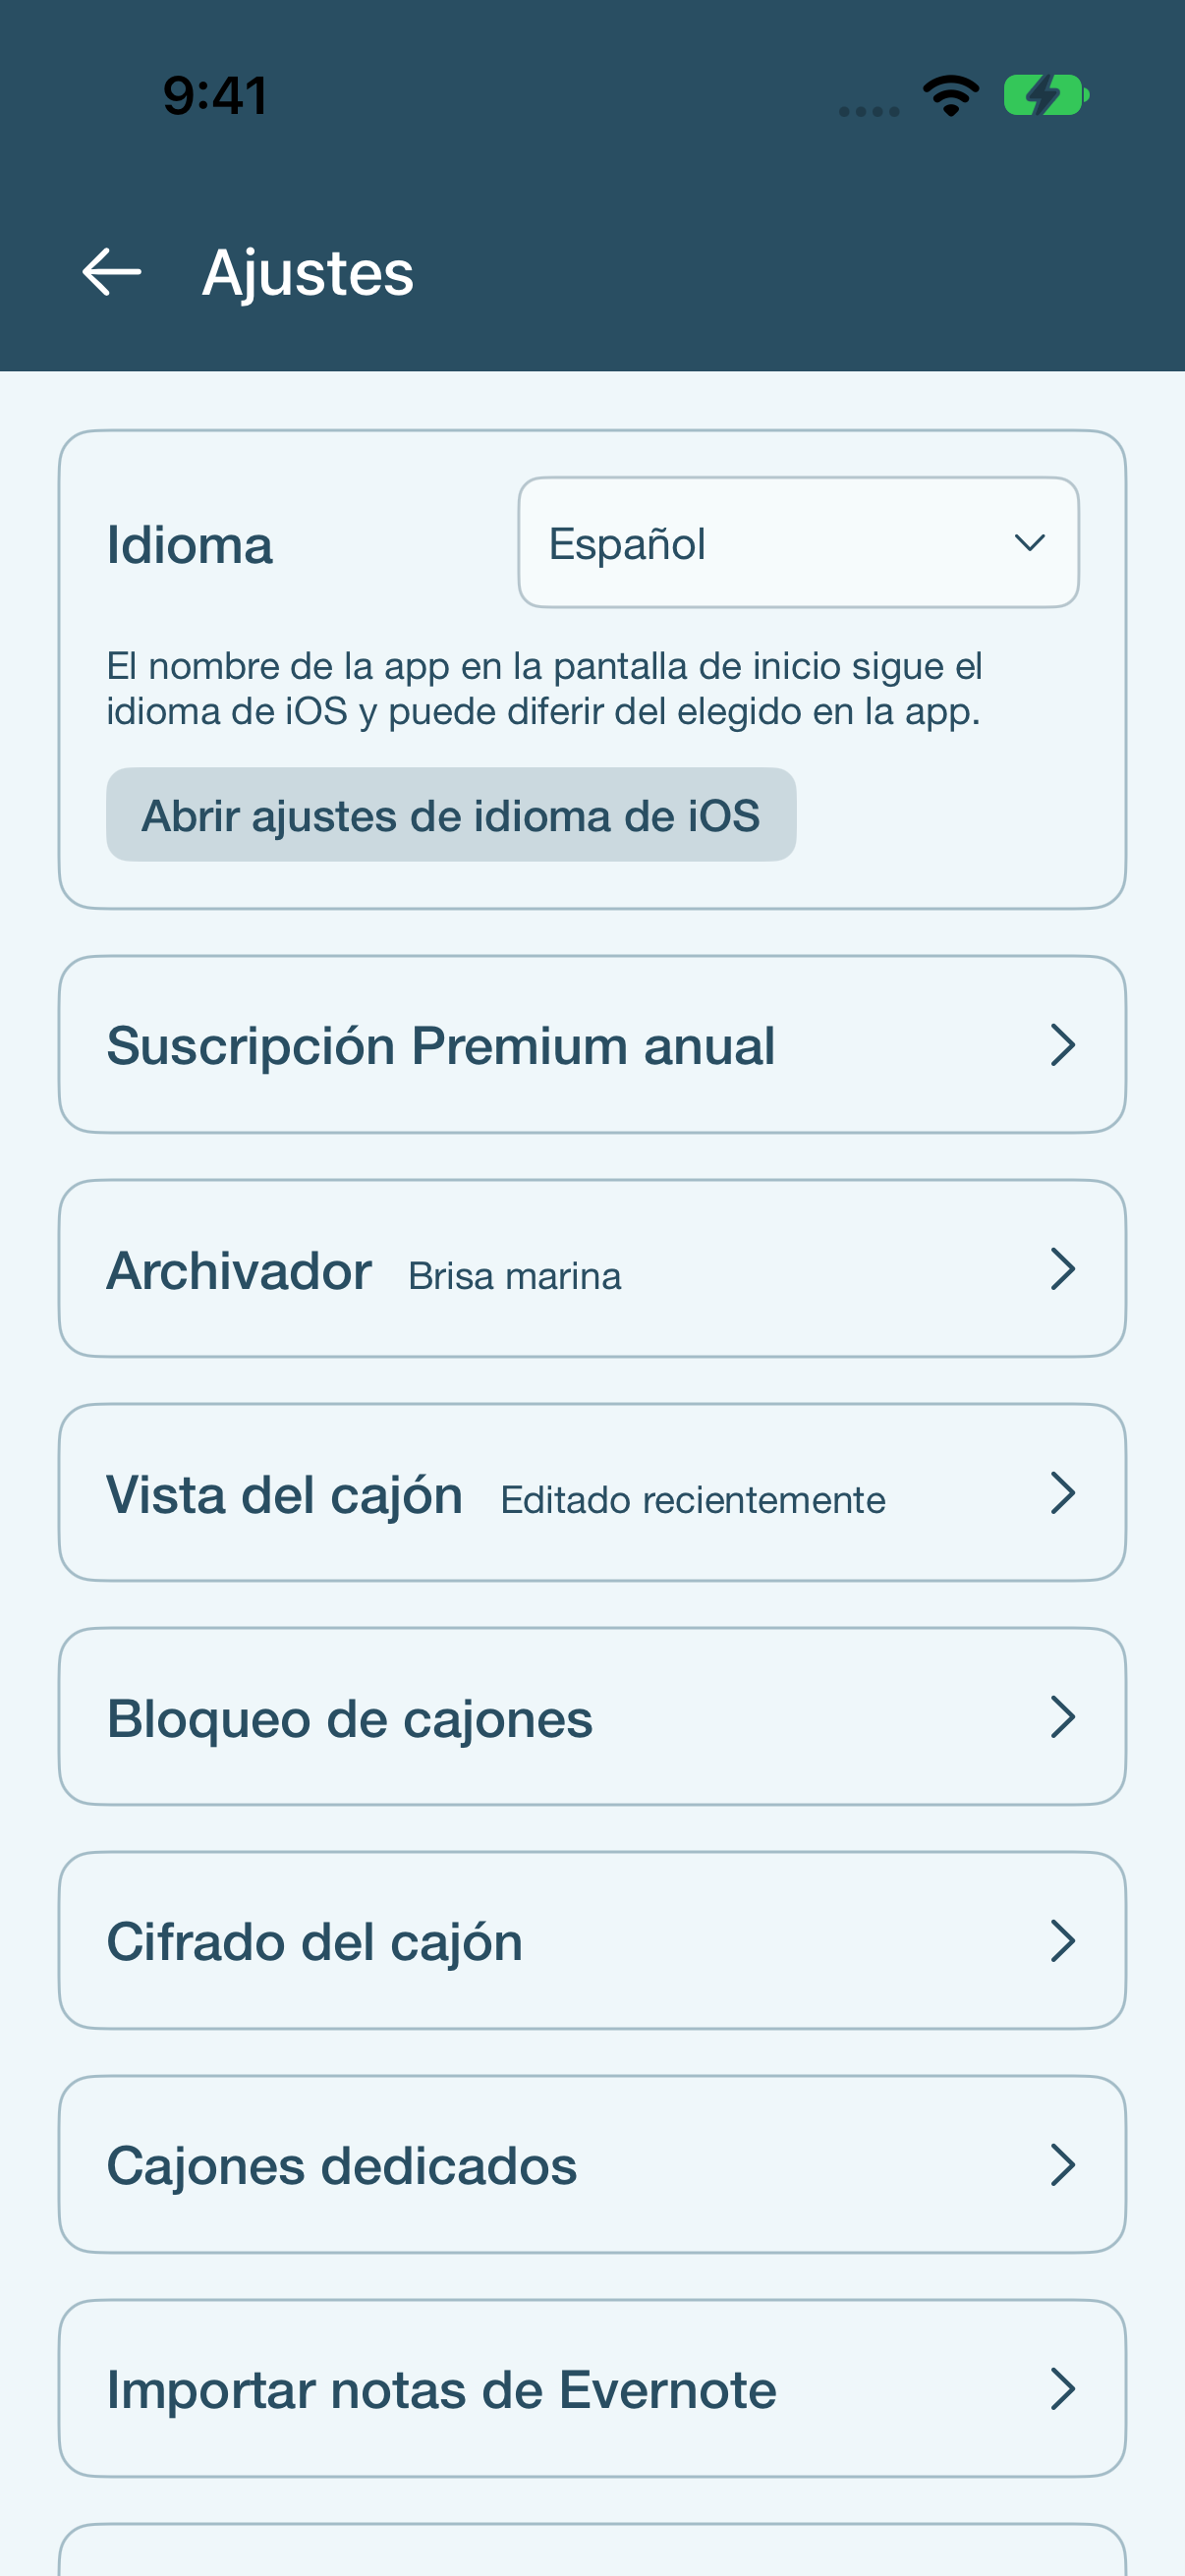 9:41
Ajustes
Idioma
Español
El nombre de la app en la pantalla de inicio sigue el
idioma de iOS y puede diferir del elegido en la app.
Abrir ajustes de idioma de iOS
Suscripción Premium anual
Archivador Brisa marina
Vista del cajón Editado recientemente
Bloqueo de cajones
Cifrado del cajón
Cajones dedicados
Importar notas de Evernote